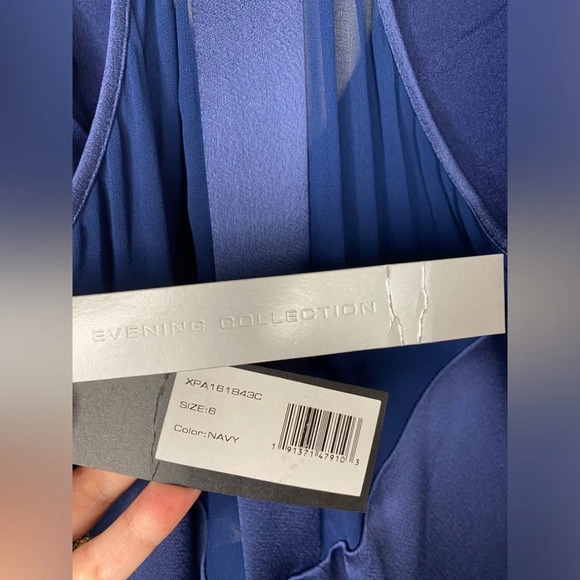 EVENING COLLECTION
XPA161843C
SIZE:6
Color:NAVY
1 91371 47910 3